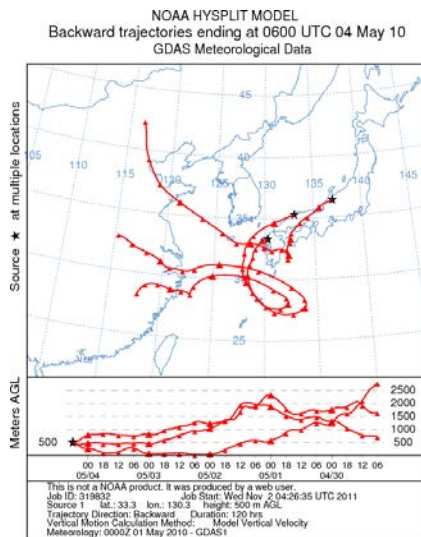 NOAA HYSPLIT MODEL
Backward trajectories ending at 0600 UTC 04 May 10
GDAS Meteorological Data
Source ★ at multiple locations
105
110
115
120
125
130
135
140
145
45
40
35
25
Meters AGL
500
2500
2000
1500
1000
500
00 18 12 06 00 18 12 06 00 18 12 06 00 18 12 06 00 18 12 06
05/04 05/03 05/02 05/01 04/30
This is not a NOAA product. It was produced by a web user.
Job ID: 319832 Job Start: Wed Nov 2 04:26:35 UTC 2011
Source 1 lat.: 33.3 lon.: 130.3 height: 500 m AGL
Trajectory Direction: Backward Duration: 120 hrs
Vertical Motion Calculation Method: Model Vertical Velocity
Meteorology: 0000Z 01 May 2010 - GDAS1